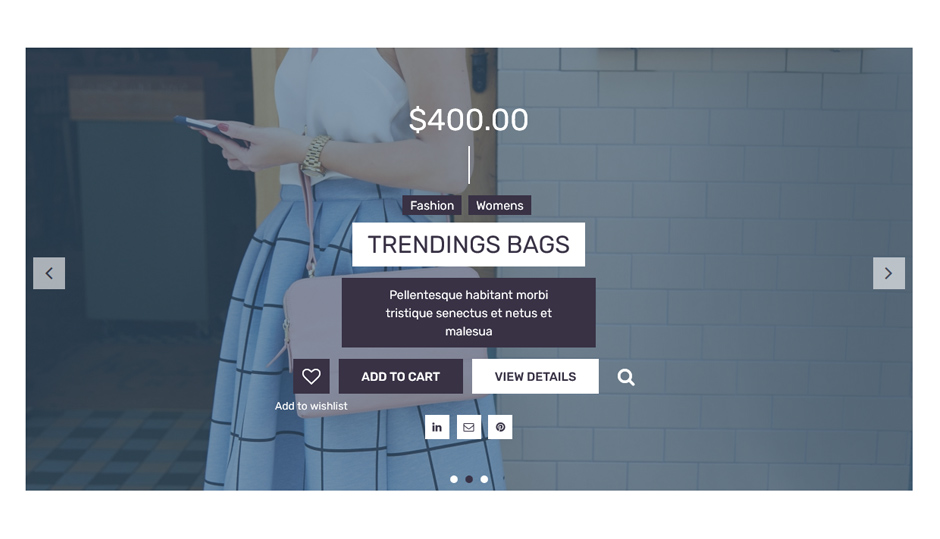 $400.00
Fashion Womens
TRENDINGS BAGS
Pellentesque habitant morbi
tristique senectus et netus et
malesua
ADD TO CART VIEW DETAILS
Add to wishlist
in